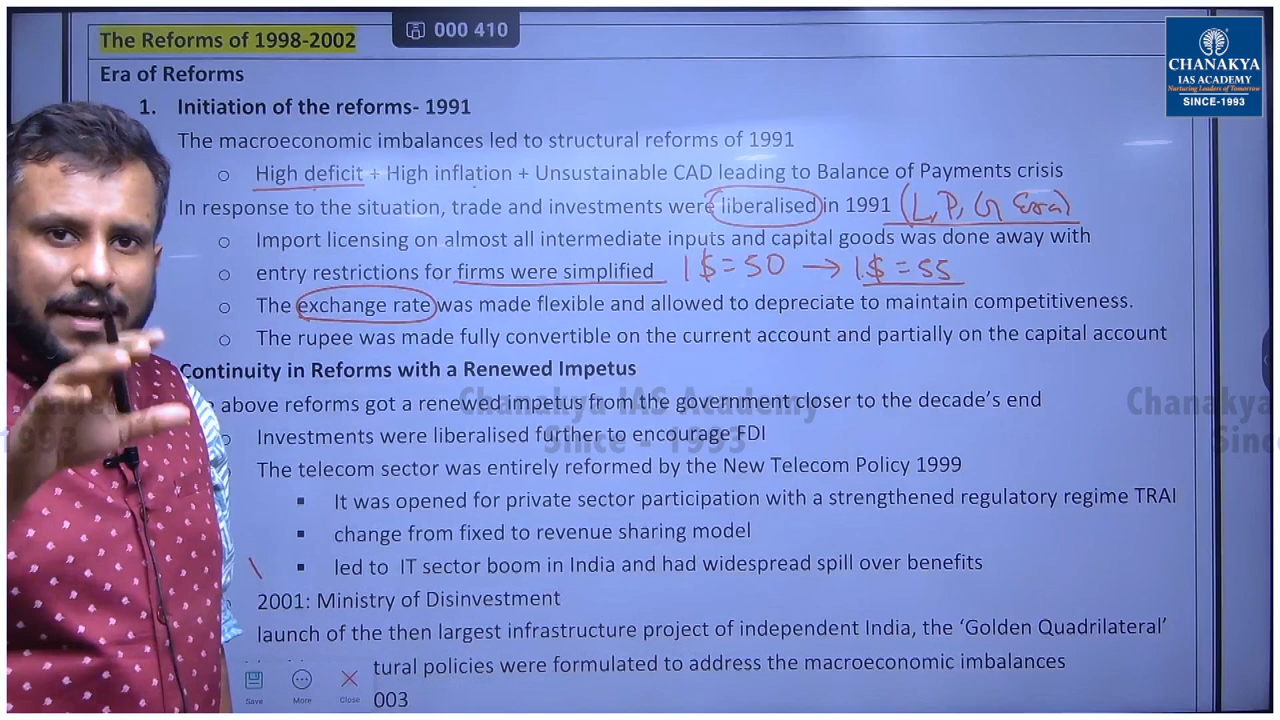 The Reforms of 1998-2002
000 410
CHANAKYA
IAS ACADEMY
Nurturing Leaders of Tomorrow
SINCE-1993
Era of Reforms
1. Initiation of the reforms- 1991
The macroeconomic imbalances led to structural reforms of 1991
o High deficit + High inflation + Unsustainable CAD leading to Balance of Payments crisis
In response to the situation, trade and investments were liberalised in 1991 (L, P, G Era)
o Import licensing on almost all intermediate inputs and capital goods was done away with
o entry restrictions for firms were simplified 1$=50 → 1$=55
o The exchange rate was made flexible and allowed to depreciate to maintain competitiveness.
o The rupee was made fully convertible on the current account and partially on the capital account
Continuity in Reforms with a Renewed Impetus
above reforms got a renewed impetus from the government closer to the decade's end
Chanakya IAS Academy
Since - 1993
Investments were liberalised further to encourage FDI
The telecom sector was entirely reformed by the New Telecom Policy 1999
▪ It was opened for private sector participation with a strengthened regulatory regime TRAI
▪ change from fixed to revenue sharing model
▪ led to IT sector boom in India and had widespread spill over benefits
2001: Ministry of Disinvestment
launch of the then largest infrastructure project of independent India, the 'Golden Quadrilateral'
tural policies were formulated to address the macroeconomic imbalances
003
Save More Close